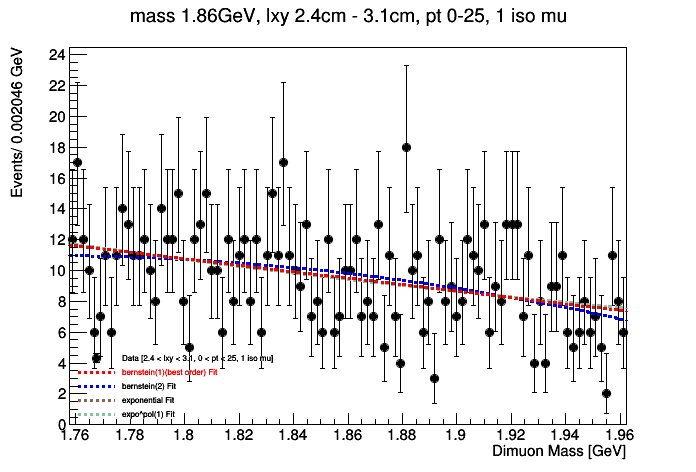 mass 1.86GeV, lxy 2.4cm - 3.1cm, pt 0-25, 1 iso mu
Events/ 0.002046 GeV
24
22
20
18
16
14
12
10
8
6
4
2
0
Data [2.4 < lxy < 3.1, 0 < pt < 25, 1 iso mu]
bernstein(1)(best order) Fit
bernstein(2) Fit
exponential Fit
expo*pol(1) Fit
1.76 1.78 1.8 1.82 1.84 1.86 1.88 1.9 1.92 1.94 1.96
Dimuon Mass [GeV]